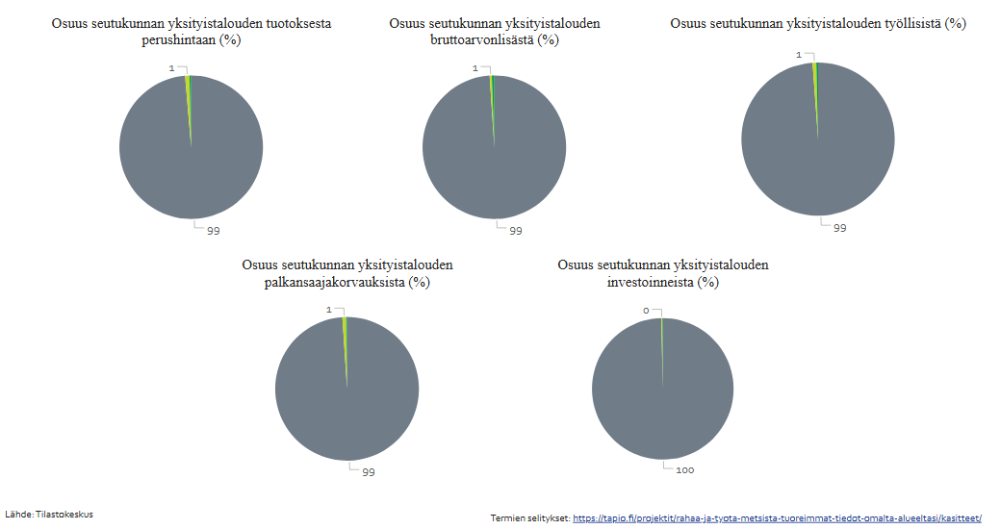 Osuus seutukunnan yksityistalouden tuotoksesta
perushintaan (%)
1
99
Osuus seutukunnan yksityistalouden
bruttoarvonlisästä (%)
1
99
Osuus seutukunnan yksityistalouden työllisistä (%)
1
99
Osuus seutukunnan yksityistalouden
palkansaajakorvauksista (%)
1
99
Osuus seutukunnan yksityistalouden
investoinneista (%)
0
100
Lähde: Tilastokeskus
Termien selitykset: https://tapio.fi/projektit/rahaa-ja-tyota-metsista-tuoreimmat-tiedot-omalta-alueeltasi/kasitteet/